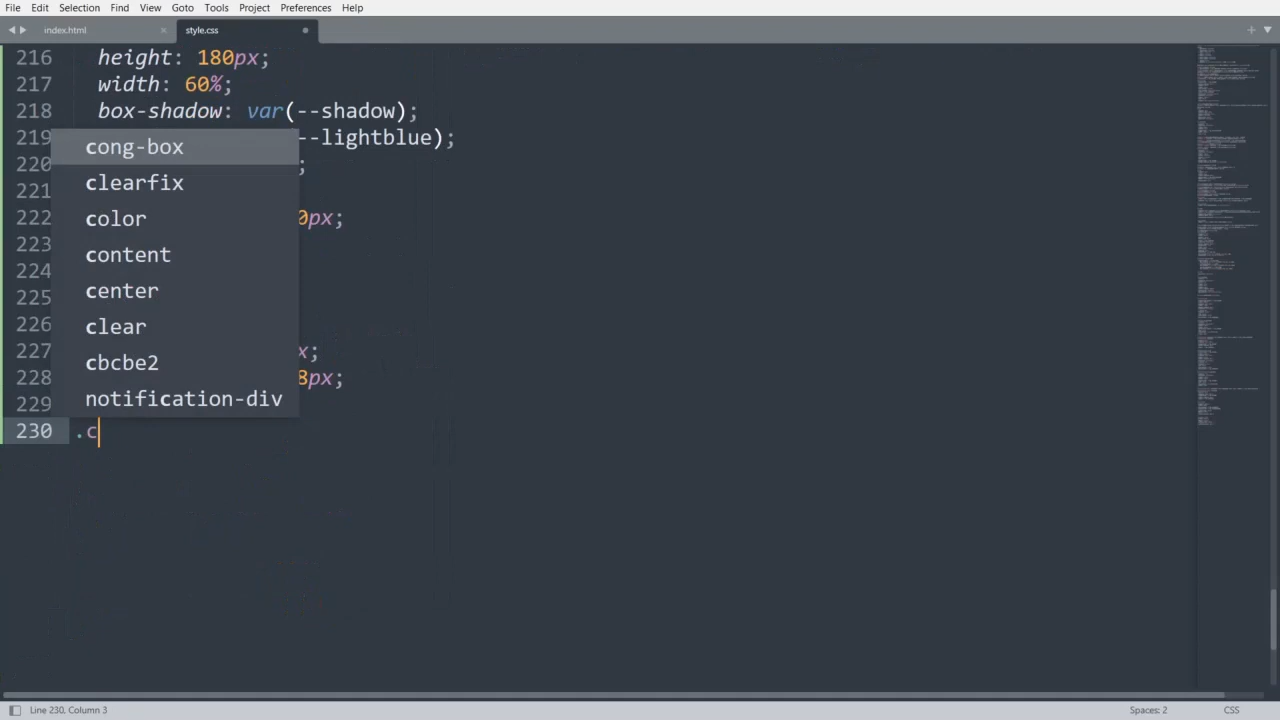 File Edit Selection Find View Goto Tools Project Preferences Help
index.html × style.css
216 height: 180px;
217 width: 60%;
218 box-shadow: var(--shadow);
219 --lightblue);
220 ;
221
222 0px;
223
224
225
226
227 x;
228 8px;
229
230 .c
cong-box
clearfix
color
content
center
clear
cbcbe2
notification-div
Line 230, Column 3 Spaces: 2 CSS